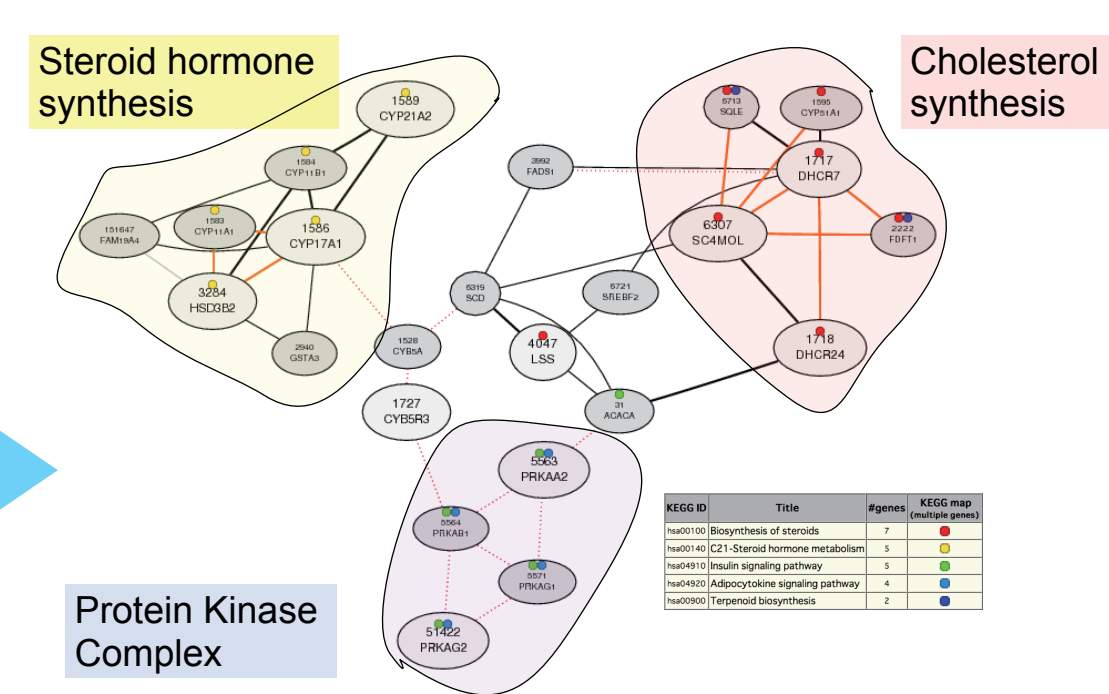 Steroid hormone
synthesis
Cholesterol
synthesis
1589
CYP21A2
6713
SQLE
1595
CYP51A1
1584
CYP11B1
3992
FADS1
1717
DHCR7
151647
FAM19A4
1583
CYP11A1
1586
CYP17A1
6307
SC4MOL
2222
FDFT1
3284
HSD3B2
6319
SCD
6721
SREBF2
2940
GSTA3
1528
CYB5A
4047
LSS
1718
DHCR24
1727
CYB5R3
31
ACACA
5563
PRKAA2
5564
PRKAB1
5571
PRKAG1
51422
PRKAG2
Protein Kinase
Complex
KEGG ID Title #genes KEGG map
(multiple genes)
hsa00100 Biosynthesis of steroids 7
hsa00140 C21-Steroid hormone metabolism 5
hsa04910 Insulin signaling pathway 5
hsa04920 Adipocytokine signaling pathway 4
hsa00900 Terpenoid biosynthesis 2